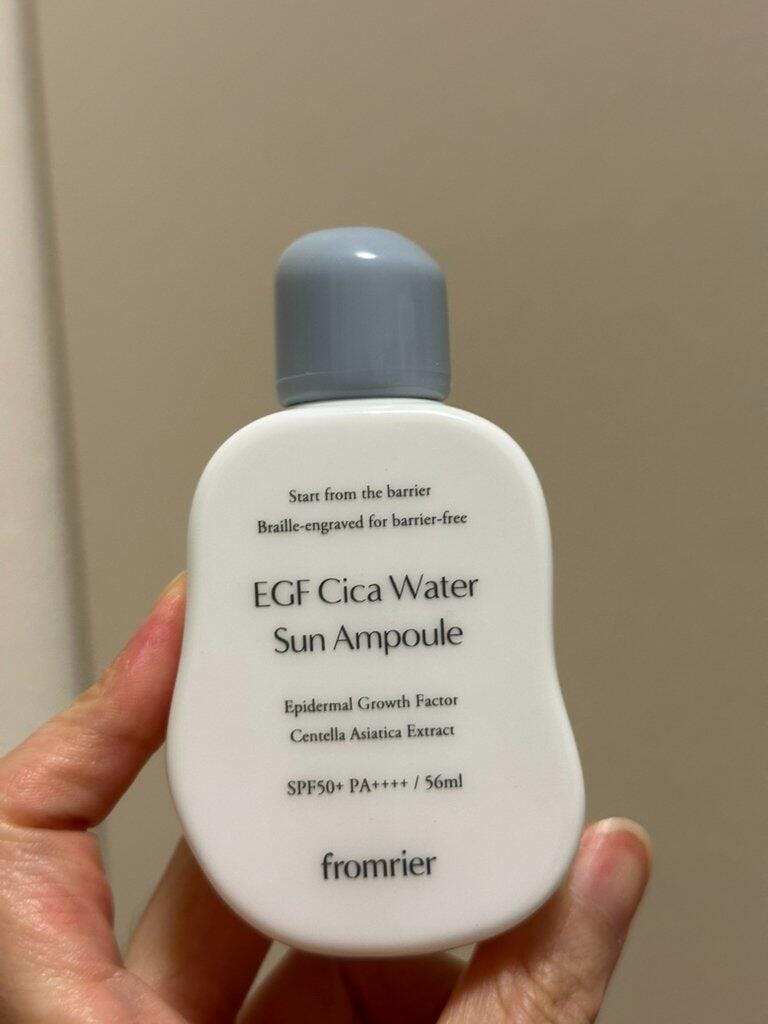 Start from the barrier
Braille-engraved for barrier-free
EGF Cica Water
Sun Ampoule
Epidermal Growth Factor
Centella Asiatica Extract
SPF50+ PA++++ / 56ml
fromrier